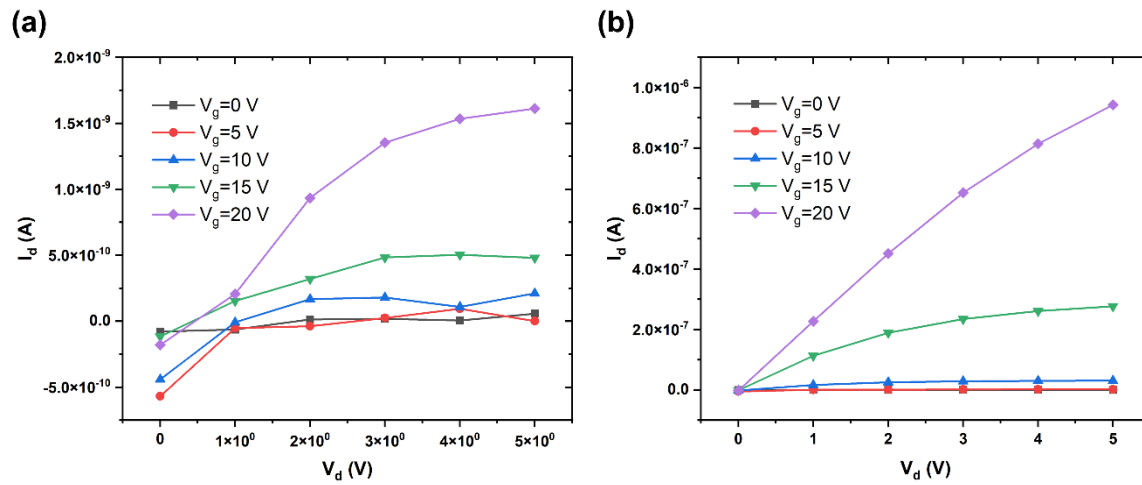 (a)
2.0×10⁻⁹
1.5×10⁻⁹
1.0×10⁻⁹
5.0×10⁻¹⁰
0.0
-5.0×10⁻¹⁰
I_d (A)
V_g=0 V
V_g=5 V
V_g=10 V
V_g=15 V
V_g=20 V
0 1×10⁰ 2×10⁰ 3×10⁰ 4×10⁰ 5×10⁰
V_d (V)
(b)
1.0×10⁻⁶
8.0×10⁻⁷
6.0×10⁻⁷
4.0×10⁻⁷
2.0×10⁻⁷
0.0
I_d (A)
V_g=0 V
V_g=5 V
V_g=10 V
V_g=15 V
V_g=20 V
0 1 2 3 4 5
V_d (V)